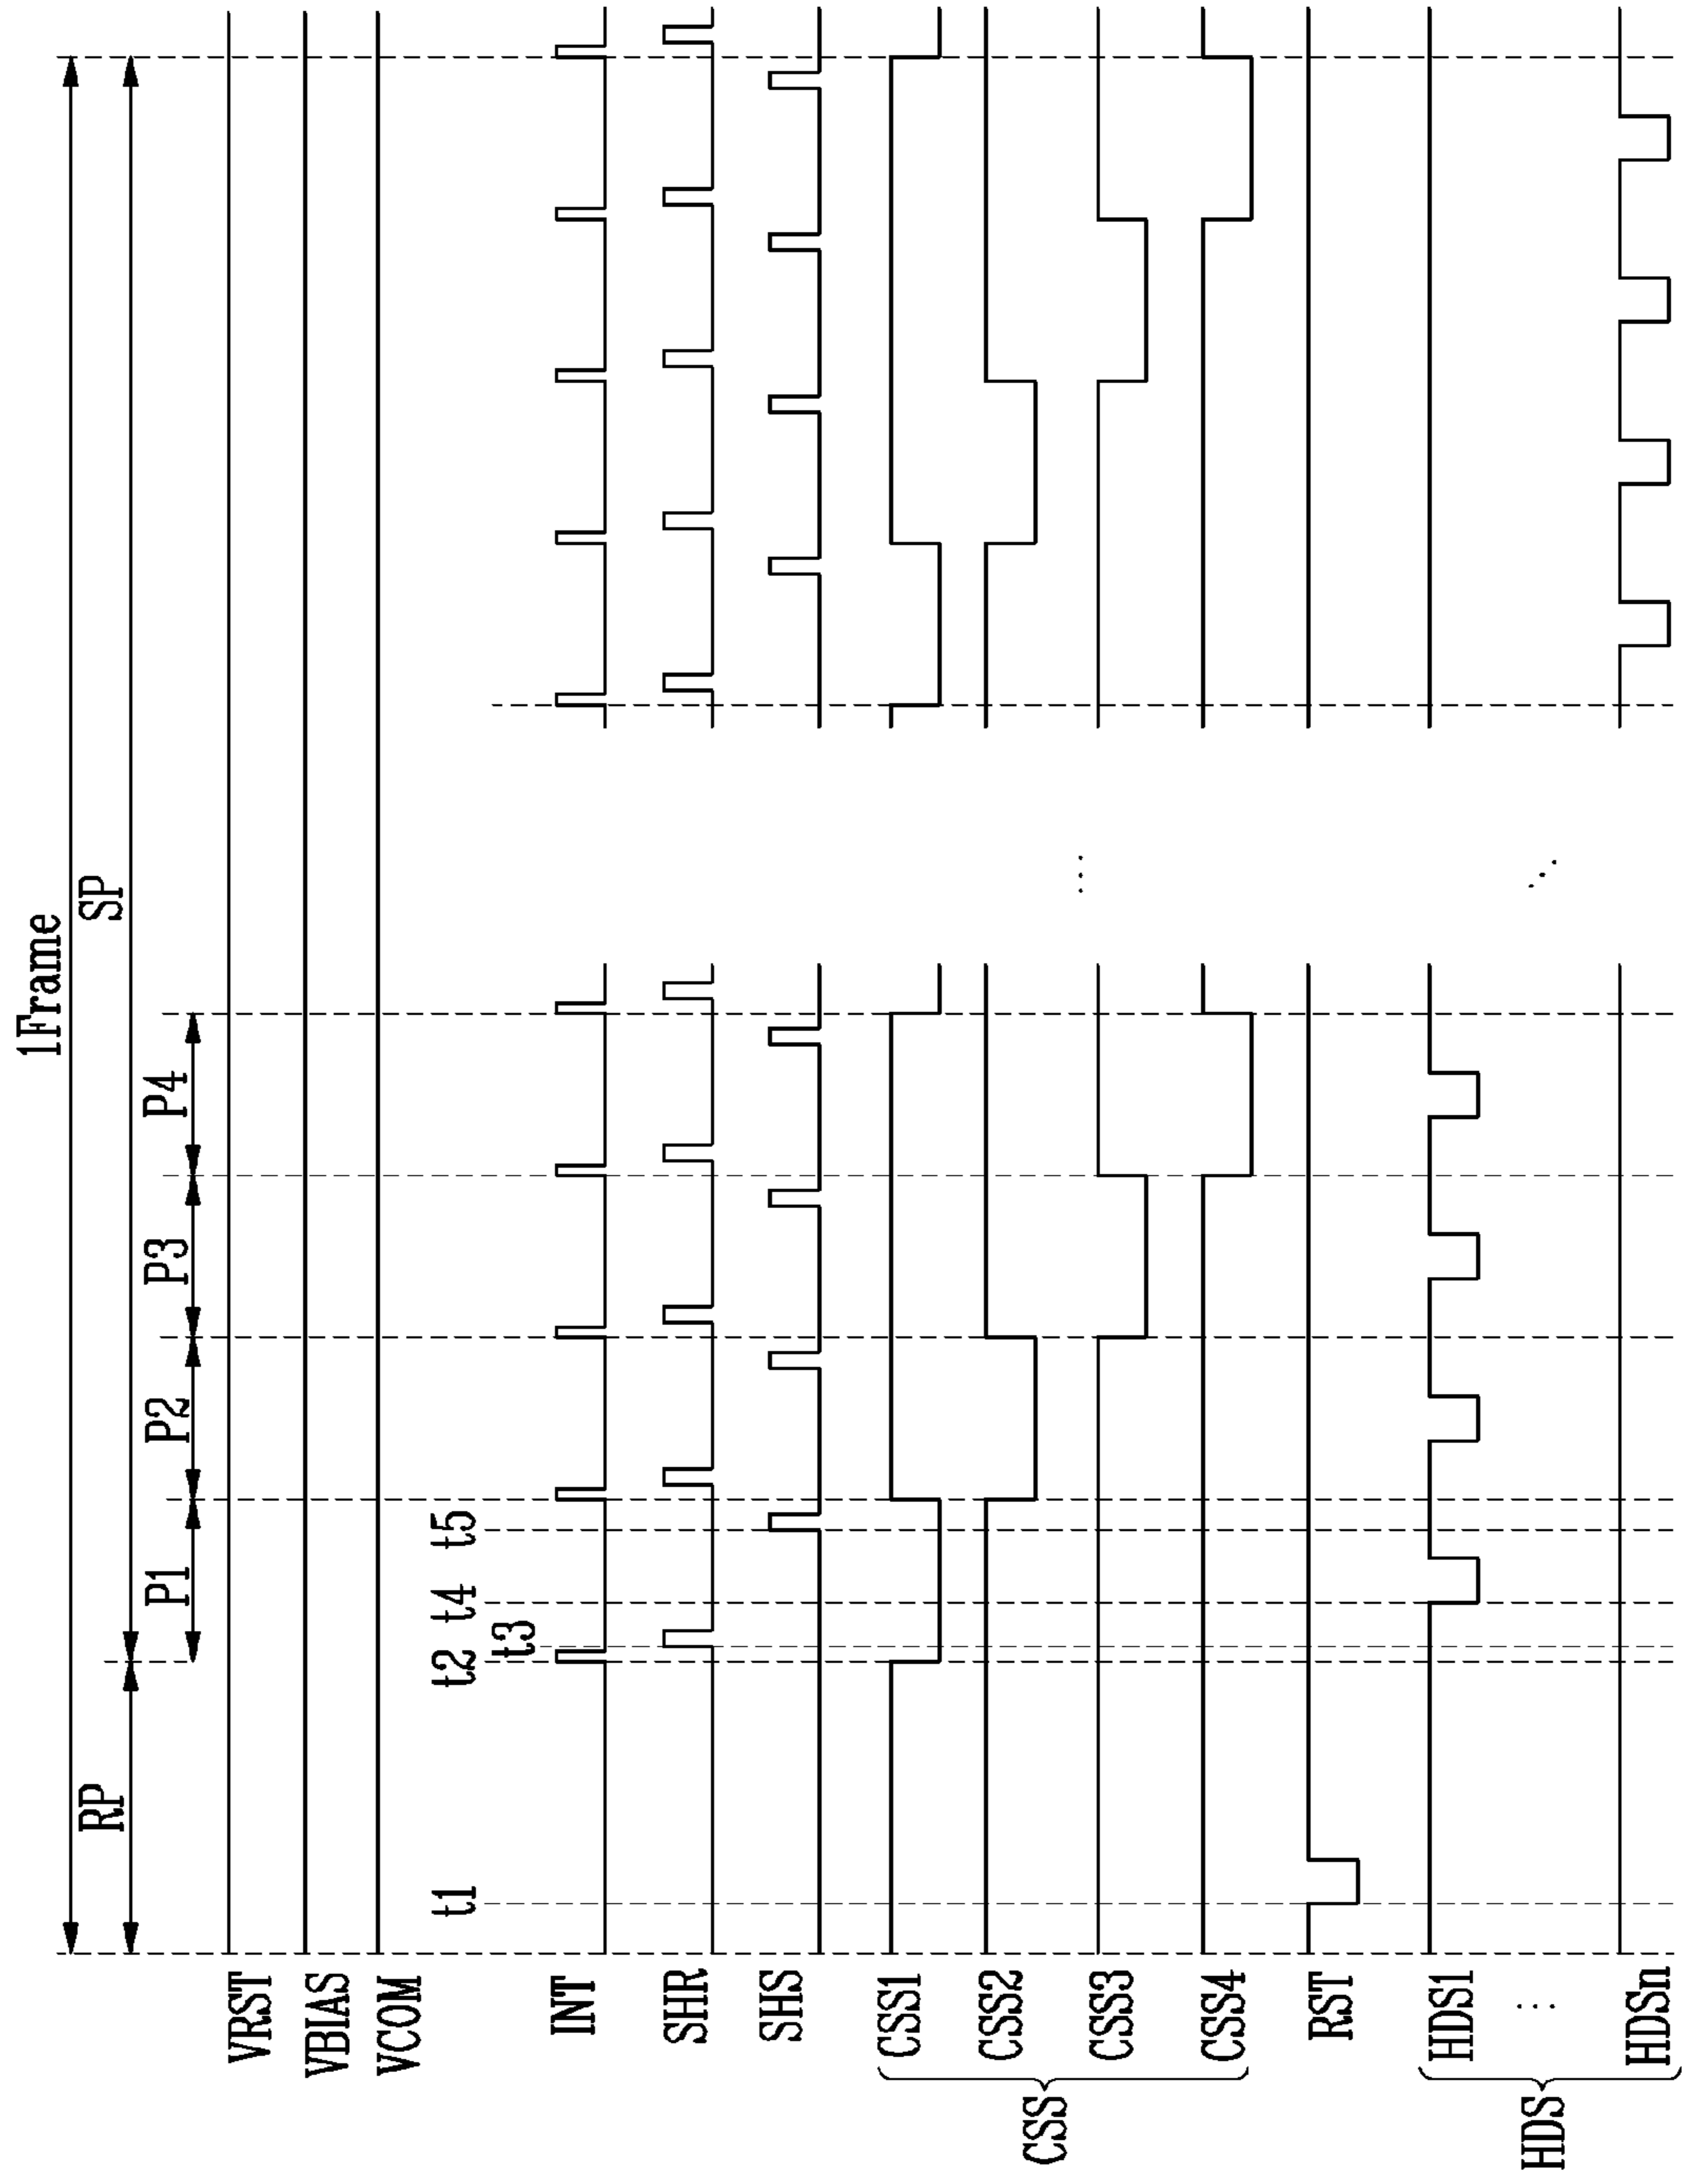 1Frame
RP
SP
P1
P2
P3
P4
VRST
VBIAS
VCOM
t1
t2
t4
t5
t3
INT
SHR
SHS
CSS
CSS1
CSS2
...
CSS3
CSS4
RST
HDS
HDS1
...
...
HDSn